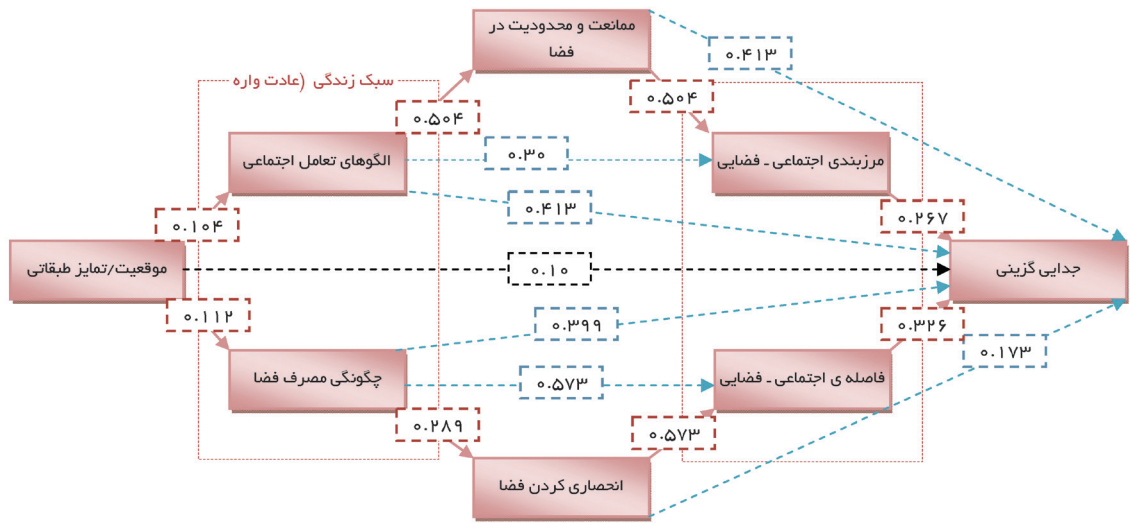 ممانعت و محدودیت در
فضا
۰.۴۱۳
سبک زندگی (عادت واره
۰.۵۰۴
۰.۵۰۴
الگوهای تعامل اجتماعی
۰.۳۰
مرزبندی اجتماعی ـ فضایی
۰.۱۰۴
۰.۴۱۳
۰.۲۶۷
موقعیت/تمایز طبقاتی
۰.۱۰
جدایی گزینی
۰.۱۱۲
۰.۳۹۹
۰.۳۲۶
۰.۱۷۳
چگونگی مصرف فضا
۰.۵۷۳
فاصله ی اجتماعی ـ فضایی
۰.۲۸۹
۰.۵۷۳
انحصاری کردن فضا